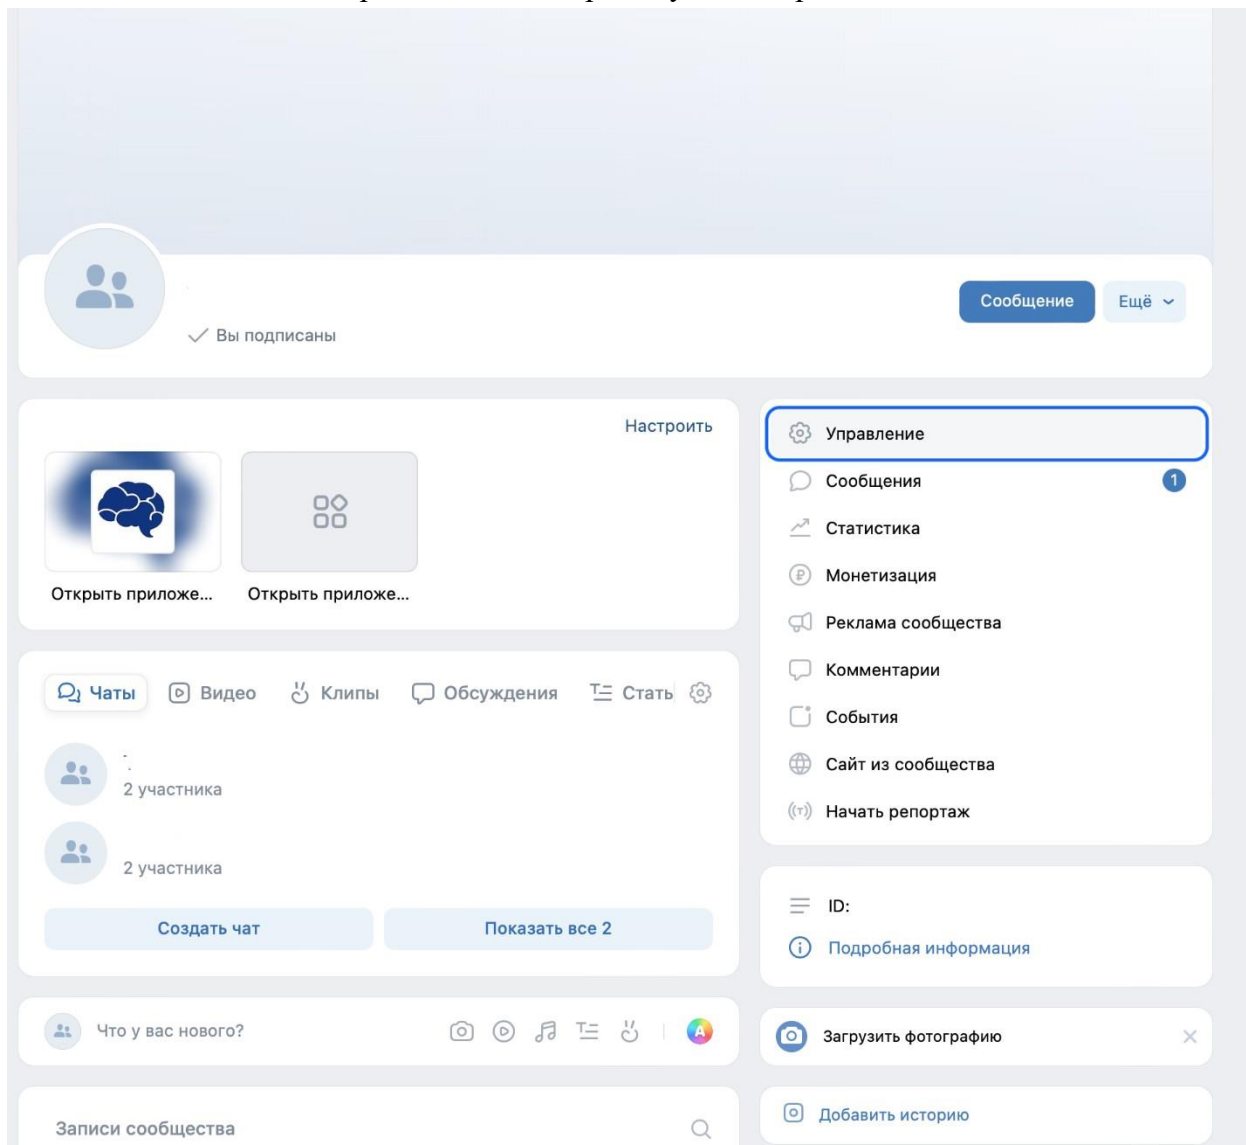 Сообщение
Ещё
Вы подписаны
Настроить
Открыть приложе...
Открыть приложе...
Чаты
Видео
Клипы
Обсуждения
Стать
2 участника
2 участника
Создать чат
Показать все 2
Что у вас нового?
Записи сообщества
Управление
Сообщения 1
Статистика
Монетизация
Реклама сообщества
Комментарии
События
Сайт из сообщества
Начать репортаж
ID:
Подробная информация
Загрузить фотографию
Добавить историю